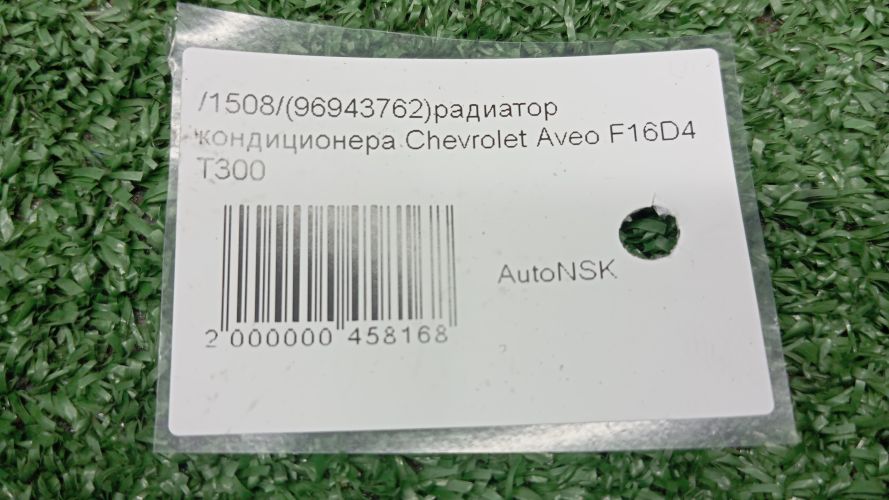 /1508/(96943762)радиатор
кондиционера Chevrolet Aveo F16D4
T300
AutoNSK
2 000000 458168